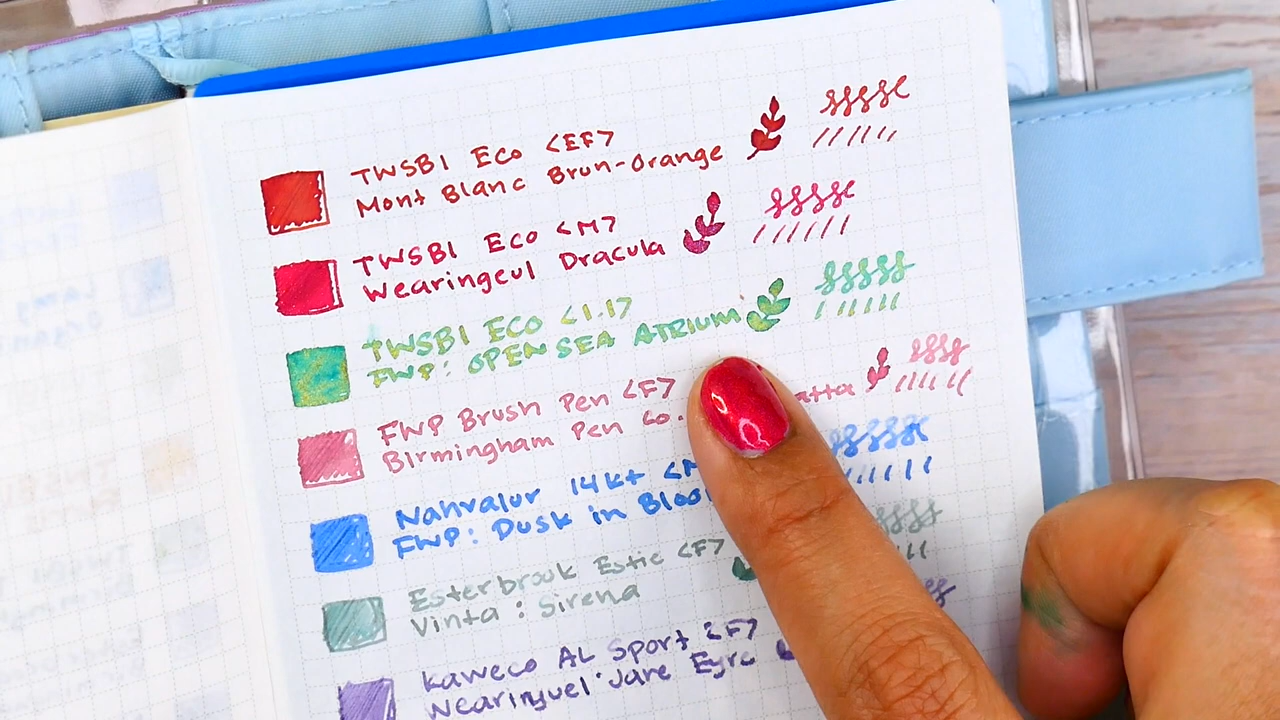 TWSBI Eco <EF>
Mont Blanc Brun-Orange
TWSBI Eco <M>
Wearingeul Dracula
TWSBI ECO <1.1>
FWP: OPEN SEA ATRIUM
FWP Brush Pen <F>
Birmingham Pen Co.
Nahvalur 14kt <M
FWP: Dusk in Bloo
Esterbrook Estie <F>
Vinta: Sirena
Kaweco AL Sport <F>
Wearinguel Jane Eyre